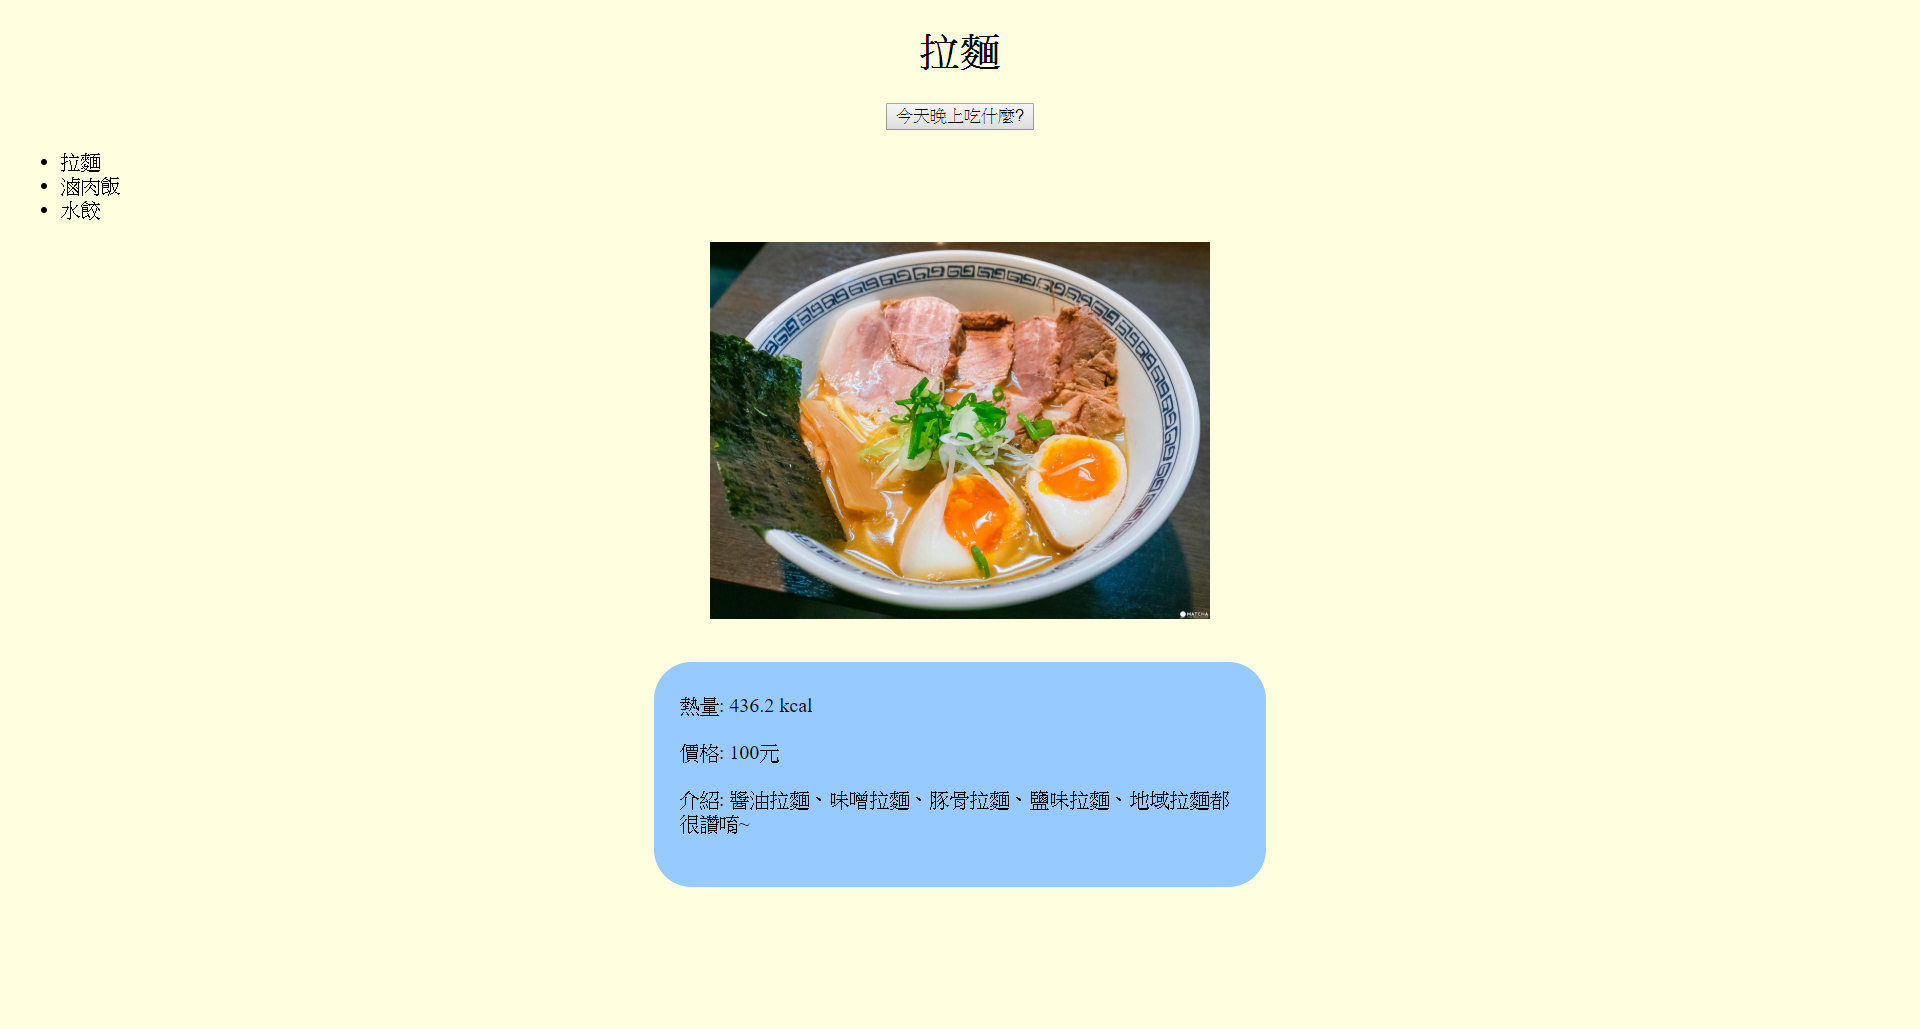 拉麵
今天晚上吃什麼?
拉麵
滷肉飯
水餃
MATCHA
熱量: 436.2 kcal
價格: 100元
介紹: 醬油拉麵、味噌拉麵、豚骨拉麵、鹽味拉麵、地域拉麵都
很讚唷~